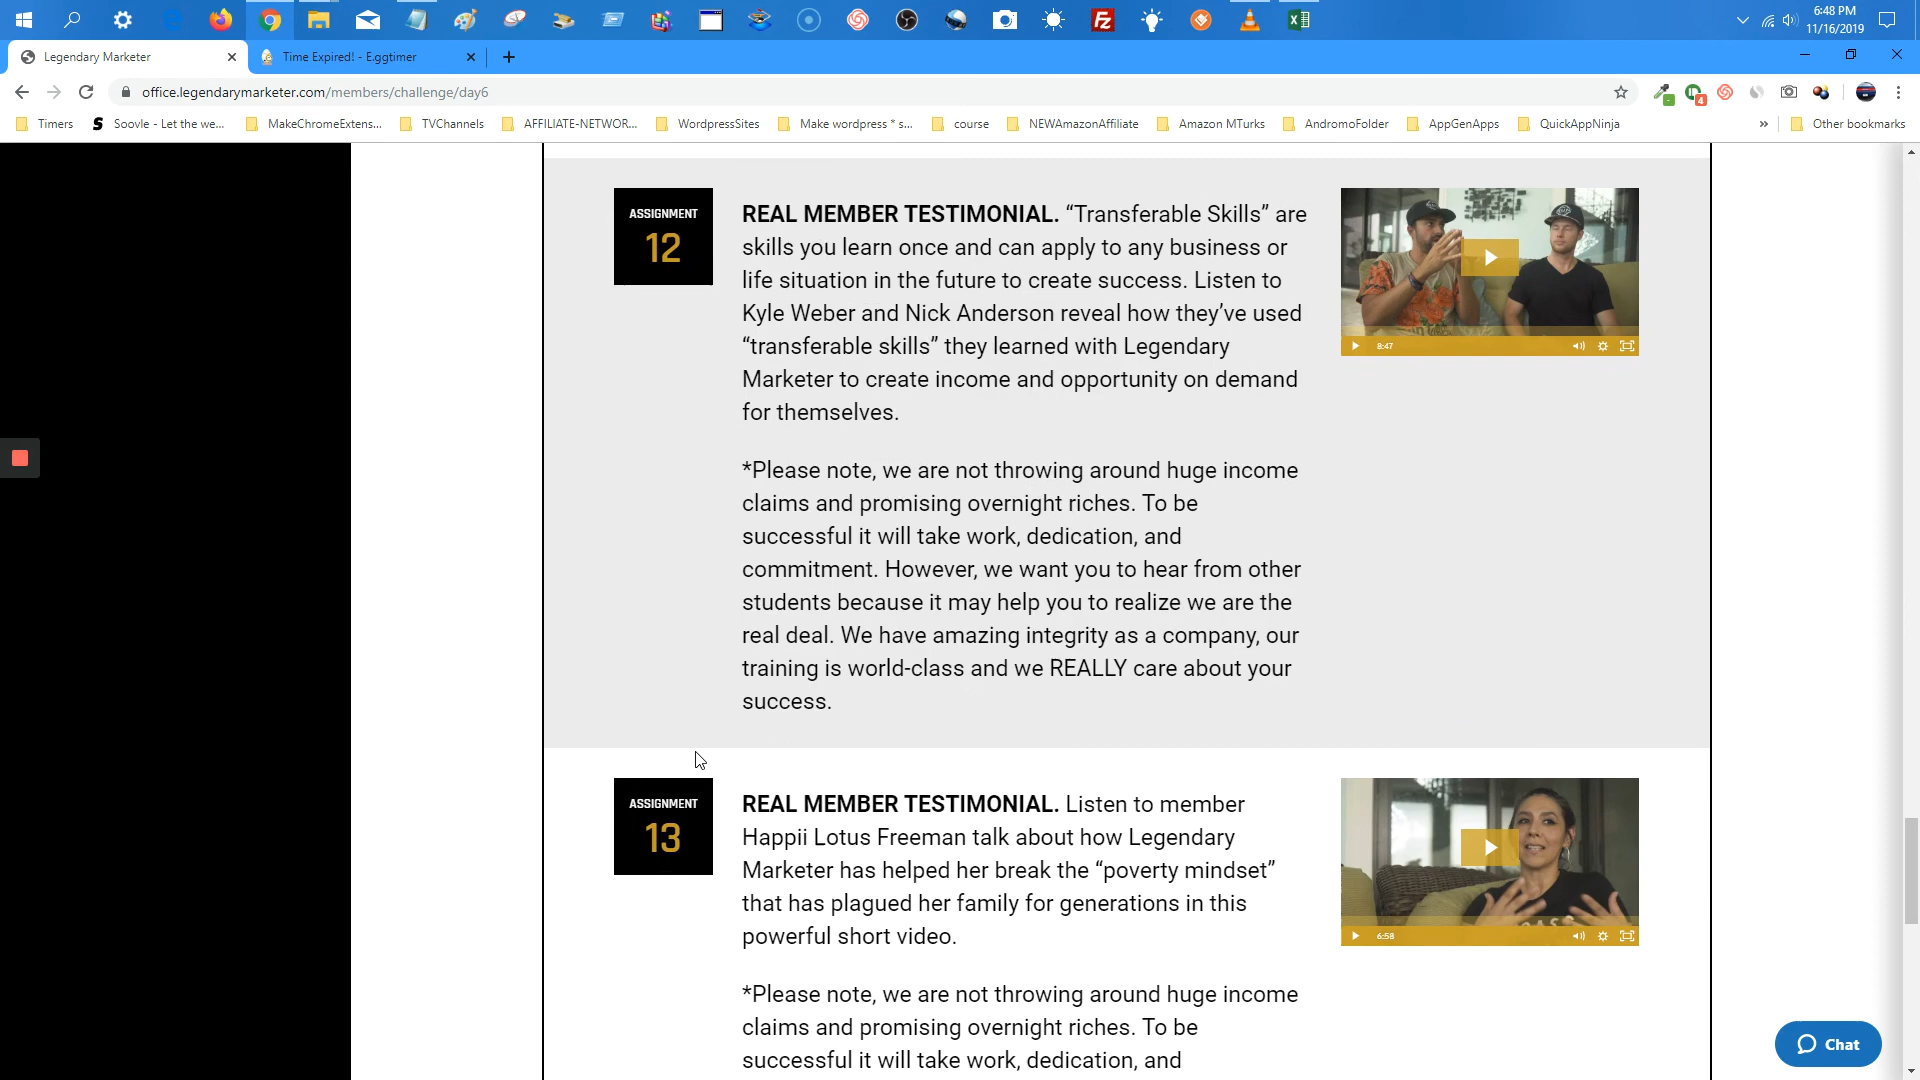 6:48 PM
11/16/2019
Legendary Marketer
Time Expired! - E.ggtimer
office.legendarymarketer.com/members/challenge/day6
4
Timers
Soovle - Let the we...
MakeChromeExtens...
TVChannels
AFFILIATE-NETWOR...
WordpressSites
Make wordpress * s...
course
NEWAmazonAffiliate
Amazon MTurks
AndromoFolder
AppGenApps
QuickAppNinja
»
Other bookmarks
ASSIGNMENT
12
REAL MEMBER TESTIMONIAL. “Transferable Skills” are
skills you learn once and can apply to any business or
life situation in the future to create success. Listen to
Kyle Weber and Nick Anderson reveal how they’ve used
“transferable skills” they learned with Legendary
Marketer to create income and opportunity on demand
for themselves.
*Please note, we are not throwing around huge income
claims and promising overnight riches. To be
successful it will take work, dedication, and
commitment. However, we want you to hear from other
students because it may help you to realize we are the
real deal. We have amazing integrity as a company, our
training is world-class and we REALLY care about your
success.
8:47
ASSIGNMENT
13
REAL MEMBER TESTIMONIAL. Listen to member
Happii Lotus Freeman talk about how Legendary
Marketer has helped her break the “poverty mindset”
that has plagued her family for generations in this
powerful short video.
*Please note, we are not throwing around huge income
claims and promising overnight riches. To be
successful it will take work, dedication, and
6:58
Chat